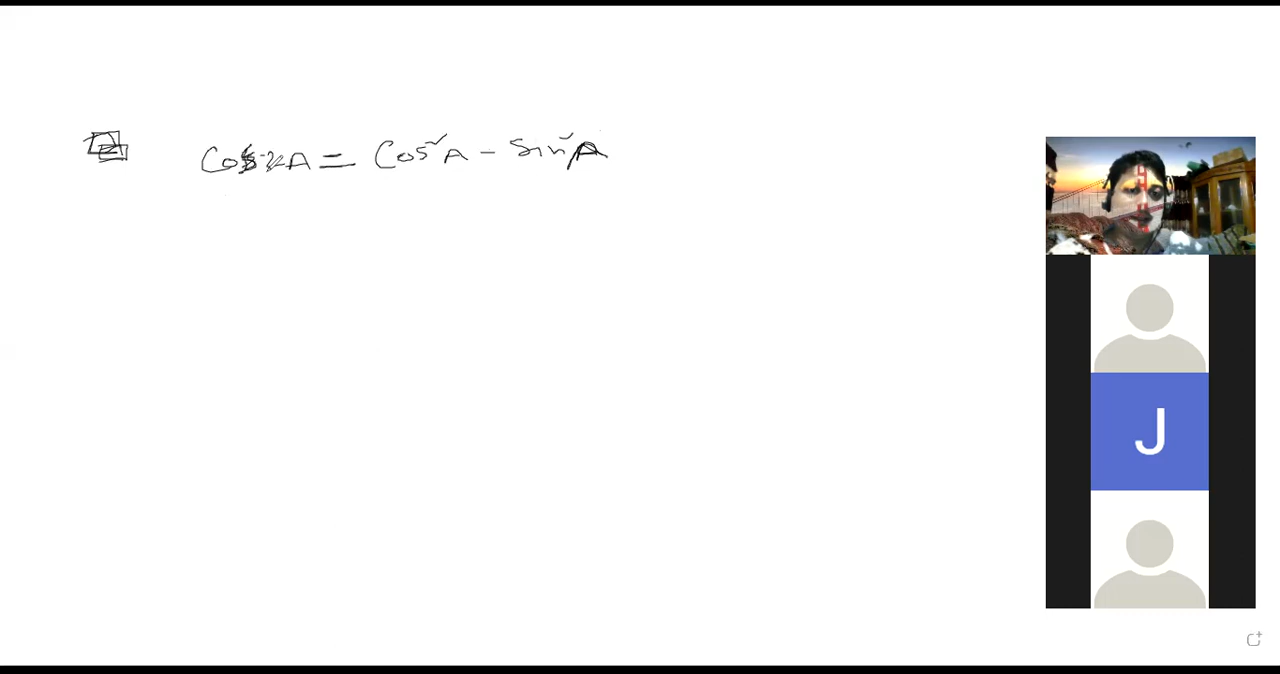 Cos2A = Cos²A - Sin²A
J